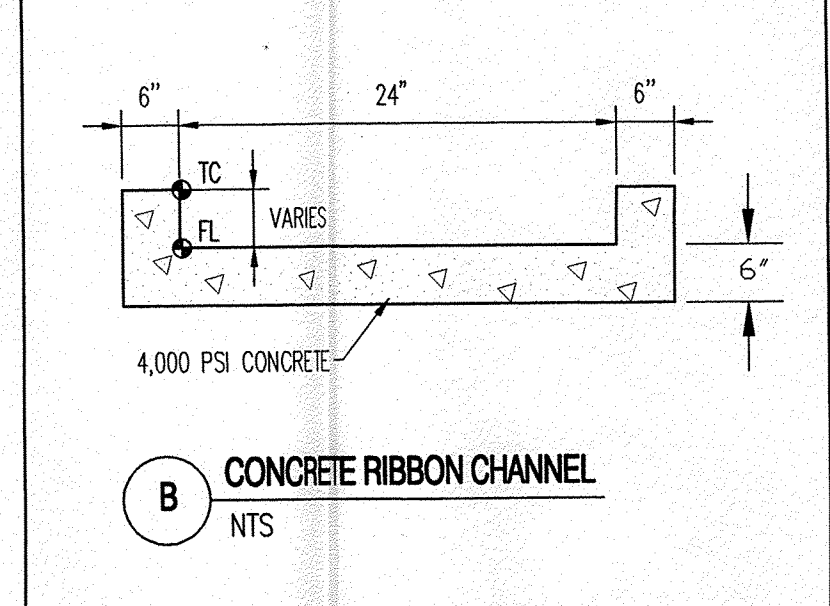 6" 24" 6"
TC
VARIES
FL
6"
4,000 PSI CONCRETE
B CONCRETE RIBBON CHANNEL
NTS